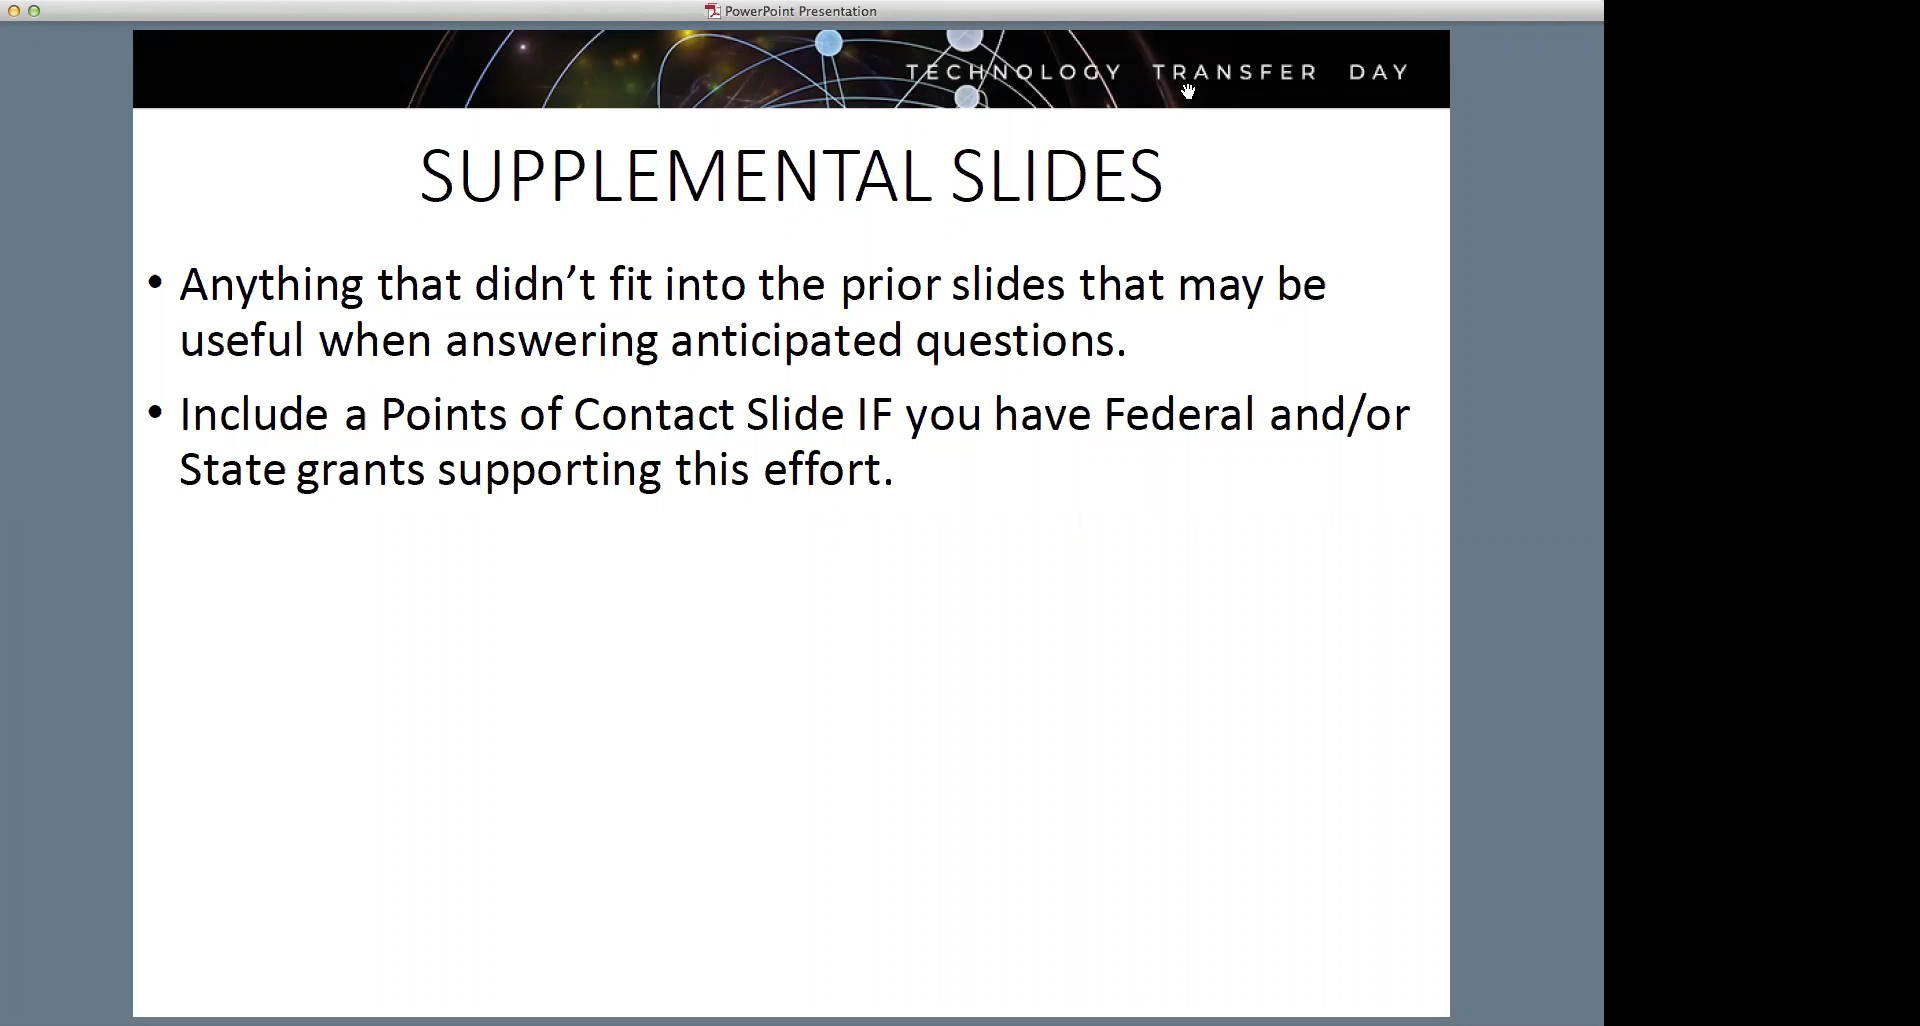 PowerPoint Presentation
TECHNOLOGY TRANSFER DAY
SUPPLEMENTAL SLIDES
• Anything that didn’t fit into the prior slides that may be
useful when answering anticipated questions.
• Include a Points of Contact Slide IF you have Federal and/or
State grants supporting this effort.